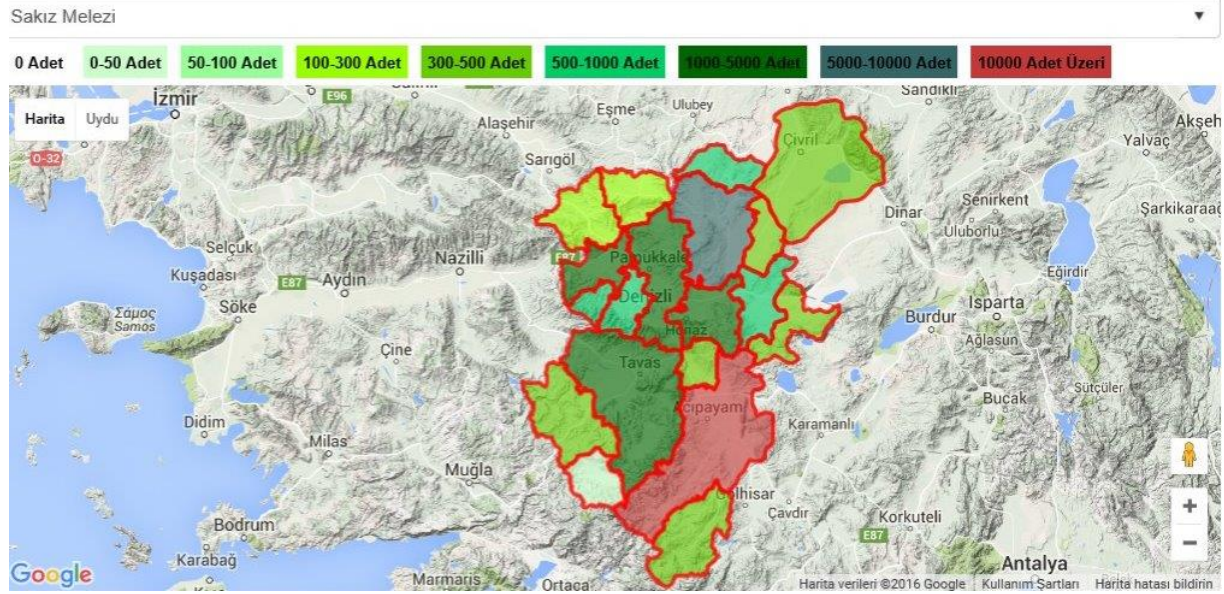 Sakız Melezi
0 Adet 0-50 Adet 50-100 Adet 100-300 Adet 300-500 Adet 500-1000 Adet 1000-5000 Adet 5000-10000 Adet 10000 Adet Üzeri
Harita Uydu
İzmir
E96
Eşme
Ulubey
Sandıklı
Alaşehir
Akşeh
O-32
Sarıgöl
Çivril
Yalvaç
Dinar
Senirkent
Uluborlu
Şarkikaraağ
Selçuk
Kuşadası
E87
Aydın
Nazilli
E87
Pamukkale
Eğirdir
Σάμος
Samos
Söke
Denizli
Isparta
Burdur
Ağlasun
Çine
Honaz
Tavas
Sütçüler
Bucak
Didim
Milas
Acıpayam
Karamanlı
Muğla
Gölhisar
Çavdır
Korkuteli
E87
Bodrum
Karabağ
Antalya
Google
Marmaris
Ortaca
Harita verileri ©2016 Google Kullanım Şartları Harita hatası bildirin